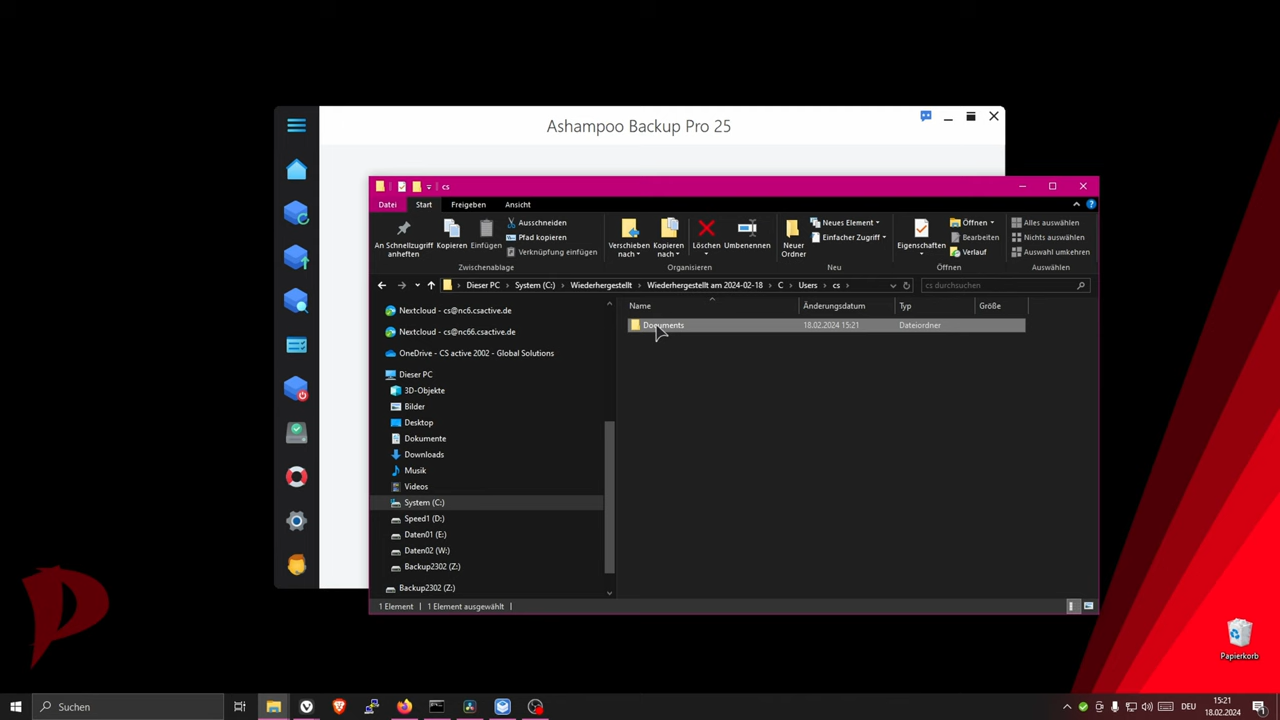 Ashampoo Backup Pro 25
cs
Datei Start Freigeben Ansicht
An Schnellzugriff anheften
Kopieren
Einfügen
Ausschneiden
Pfad kopieren
Verknüpfung einfügen
Zwischenablage
Verschieben nach
Kopieren nach
Löschen
Umbenennen
Organisieren
Neuer Ordner
Neues Element
Einfacher Zugriff
Neu
Eigenschaften
Öffnen
Bearbeiten
Verlauf
Öffnen
Alles auswählen
Nichts auswählen
Auswahl umkehren
Auswählen
Dieser PC > System (C:) > Wiederhergestellt > Wiederhergestellt am 2024-02-18 > C > Users > cs >
cs durchsuchen
Nextcloud - cs@nc6.csactive.de
Nextcloud - cs@nc66.csactive.de
OneDrive - CS active 2002 - Global Solutions
Dieser PC
3D-Objekte
Bilder
Desktop
Dokumente
Downloads
Musik
Videos
System (C:)
Speed1 (D:)
Daten01 (E:)
Daten02 (W:)
Backup2302 (Z:)
Backup2302 (Z:)
Name Änderungsdatum Typ Größe
Documents 18.02.2024 15:21 Dateiordner
1 Element 1 Element ausgewählt
Papierkorb
Suchen
DEU
15:21
18.02.2024
1